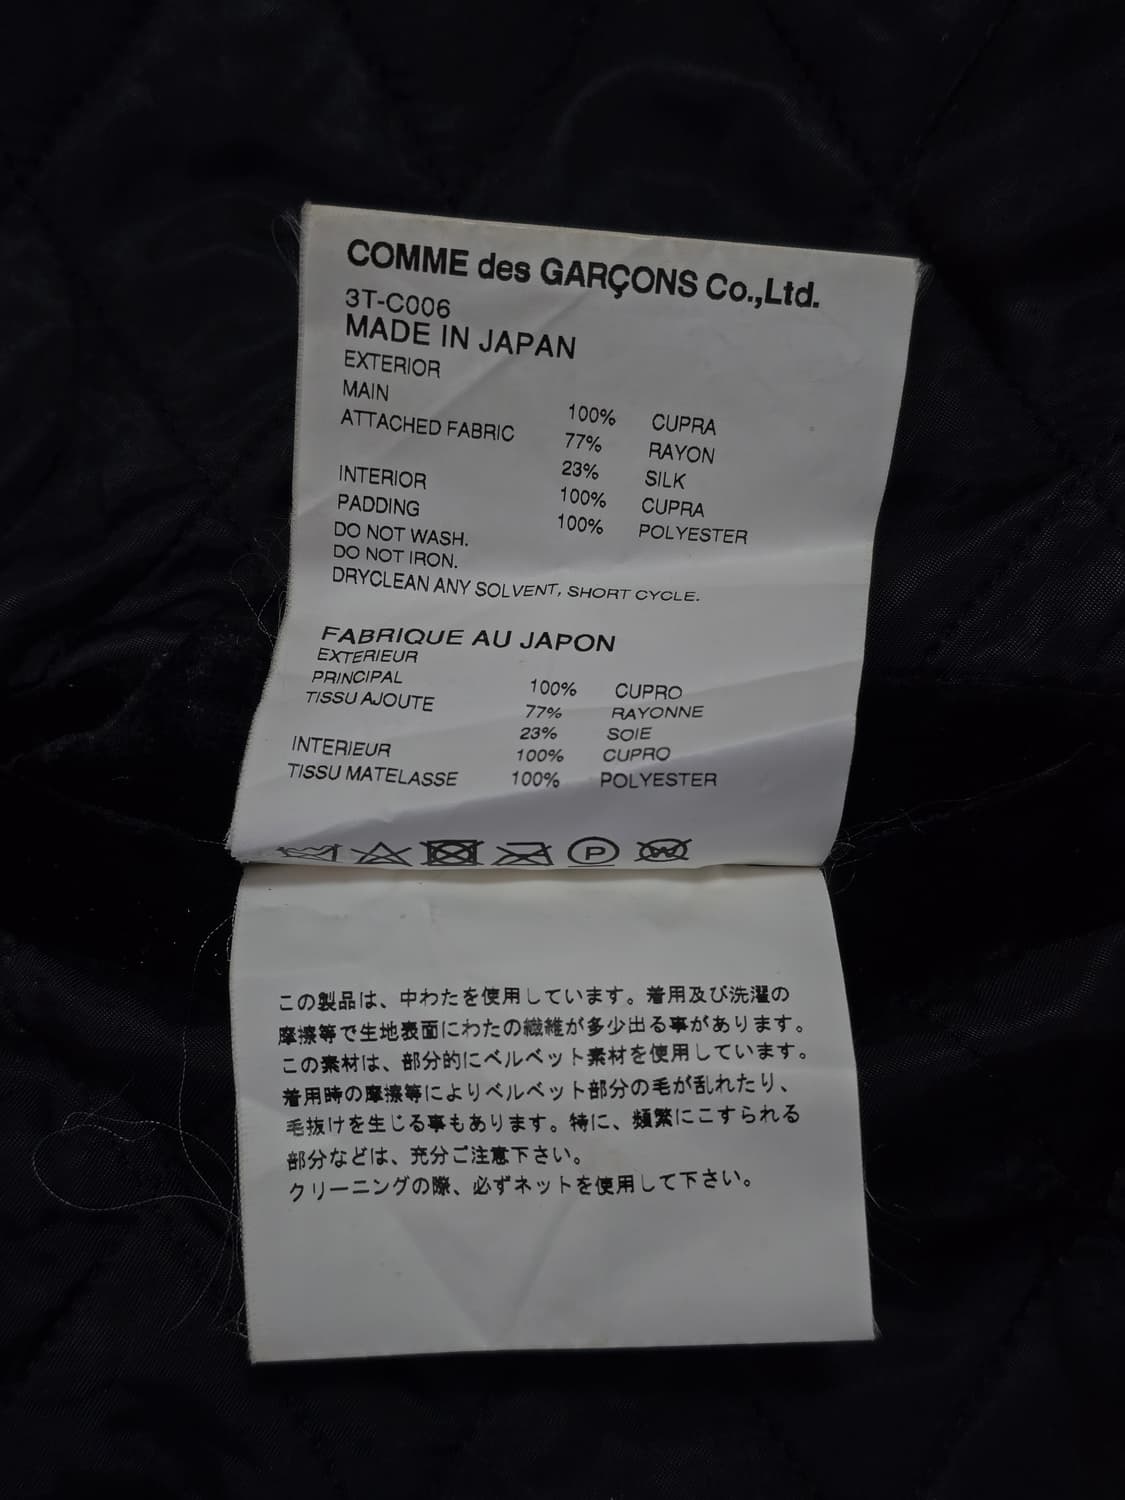 COMME des GARÇONS Co.,Ltd.
3T-C006
MADE IN JAPAN
EXTERIOR
MAIN 100% CUPRA
ATTACHED FABRIC 77% RAYON
23% SILK
INTERIOR 100% CUPRA
PADDING 100% POLYESTER
DO NOT WASH.
DO NOT IRON.
DRYCLEAN ANY SOLVENT, SHORT CYCLE.
FABRIQUE AU JAPON
EXTERIEUR
PRINCIPAL 100% CUPRO
TISSU AJOUTE 77% RAYONNE
23% SOIE
INTERIEUR 100% CUPRO
TISSU MATELASSE 100% POLYESTER
P
W
この製品は、中わたを使用しています。着用及び洗濯の
摩擦等で生地表面にわたの繊維が多少出る事があります。
この素材は、部分的にベルベット素材を使用しています。
着用時の摩擦等によりベルベット部分の毛が乱れたり、
毛抜けを生じる事もあります。特に、頻繁にこすられる
部分などは、充分ご注意下さい。
クリーニングの際、必ずネットを使用して下さい。